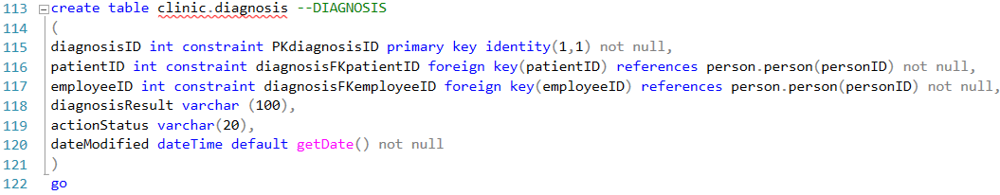 113 create table clinic.diagnosis --DIAGNOSIS
114 (
115 diagnosisID int constraint PKdiagnosisID primary key identity(1,1) not null,
116 patientID int constraint diagnosisFKpatientID foreign key(patientID) references person.person(personID) not null,
117 employeeID int constraint diagnosisFKemployeeID foreign key(employeeID) references person.person(personID) not null,
118 diagnosisResult varchar (100),
119 actionStatus varchar(20),
120 dateModified dateTime default getDate() not null
121 )
122 go